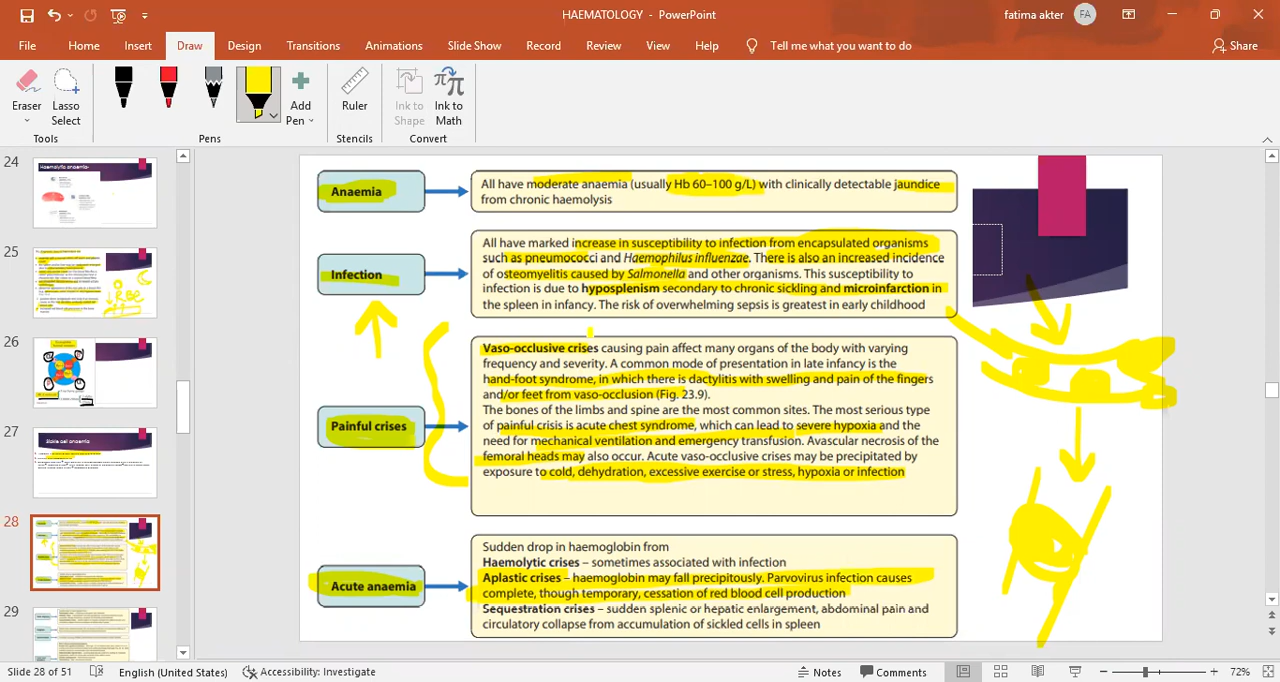 HAEMATOLOGY - PowerPoint
fatima akter FA
File Home Insert Draw Design Transitions Animations Slide Show Record Review View Help Tell me what you want to do Share
Eraser
Lasso Select
Add Pen
Ruler
Ink to Shape
Ink to Math
Tools Pens Stencils Convert
24
Haemolytic anaemia-
25
RBC
26
27
Sickle cell anaemia
28
29
Anaemia
All have moderate anaemia (usually Hb 60–100 g/L) with clinically detectable jaundice
from chronic haemolysis
Infection
All have marked increase in susceptibility to infection from encapsulated organisms
such as pneumococci and Haemophilus influenzae. There is also an increased incidence
of osteomyelitis caused by Salmonella and other organisms. This susceptibility to
infection is due to hyposplenism secondary to chronic sickling and microinfarction in
the spleen in infancy. The risk of overwhelming sepsis is greatest in early childhood
Painful crises
Vaso-occlusive crises causing pain affect many organs of the body with varying
frequency and severity. A common mode of presentation in late infancy is the
hand-foot syndrome, in which there is dactylitis with swelling and pain of the fingers
and/or feet from vaso-occlusion (Fig. 23.9).
The bones of the limbs and spine are the most common sites. The most serious type
of painful crisis is acute chest syndrome, which can lead to severe hypoxia and the
need for mechanical ventilation and emergency transfusion. Avascular necrosis of the
femoral heads may also occur. Acute vaso-occlusive crises may be precipitated by
exposure to cold, dehydration, excessive exercise or stress, hypoxia or infection
Acute anaemia
Sudden drop in haemoglobin from
Haemolytic crises – sometimes associated with infection
Aplastic crises – haemoglobin may fall precipitously. Parvovirus infection causes
complete, though temporary, cessation of red blood cell production
Sequestration crises – sudden splenic or hepatic enlargement, abdominal pain and
circulatory collapse from accumulation of sickled cells in spleen
Slide 28 of 51 English (United States) Accessibility: Investigate Notes Comments 72%